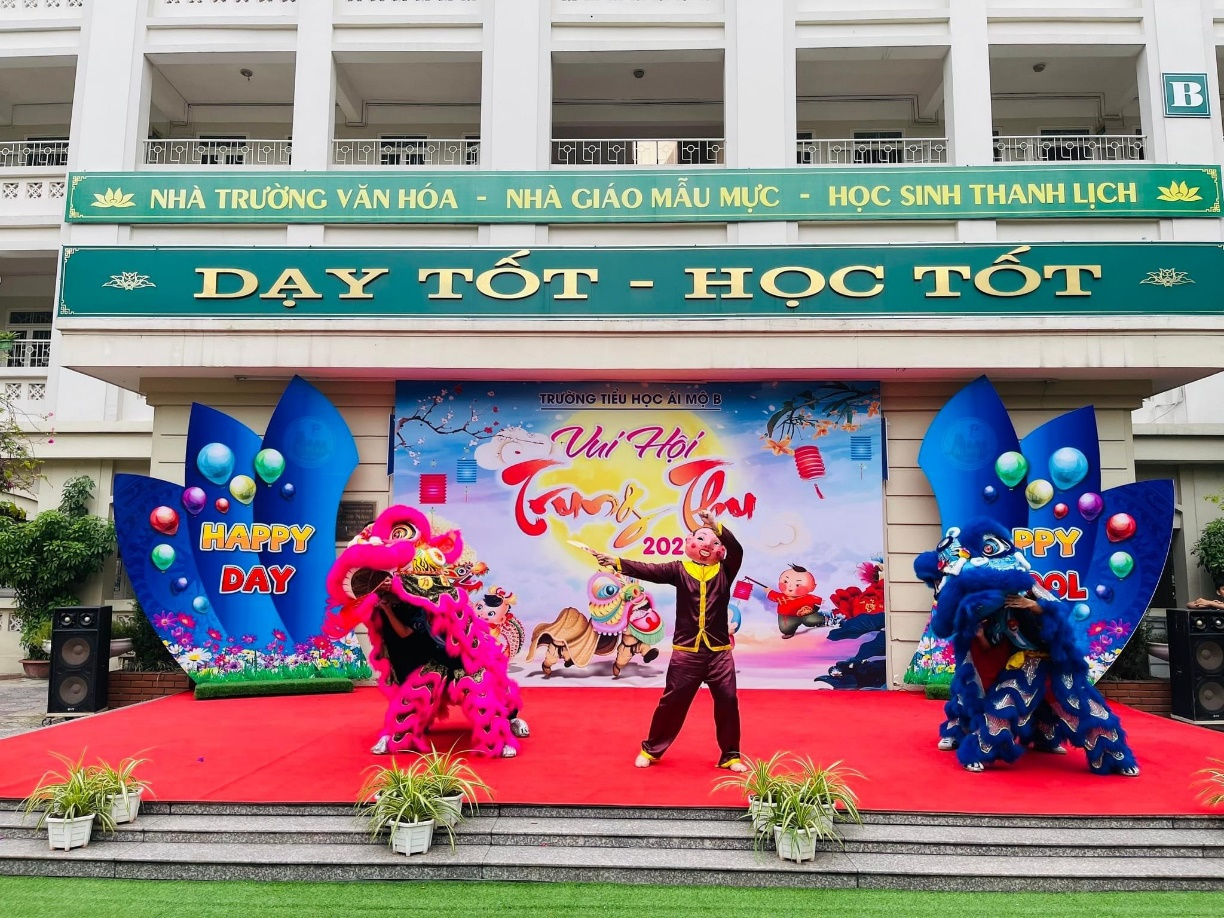 B
NHÀ TRƯỜNG VĂN HÓA - NHÀ GIÁO MẪU MỰC - HỌC SINH THANH LỊCH
DẠY TỐT - HỌC TỐT
TRƯỜNG TIỂU HỌC ÁI MỘ B
Vui Hội
Trung Thu
HAPPY
DAY